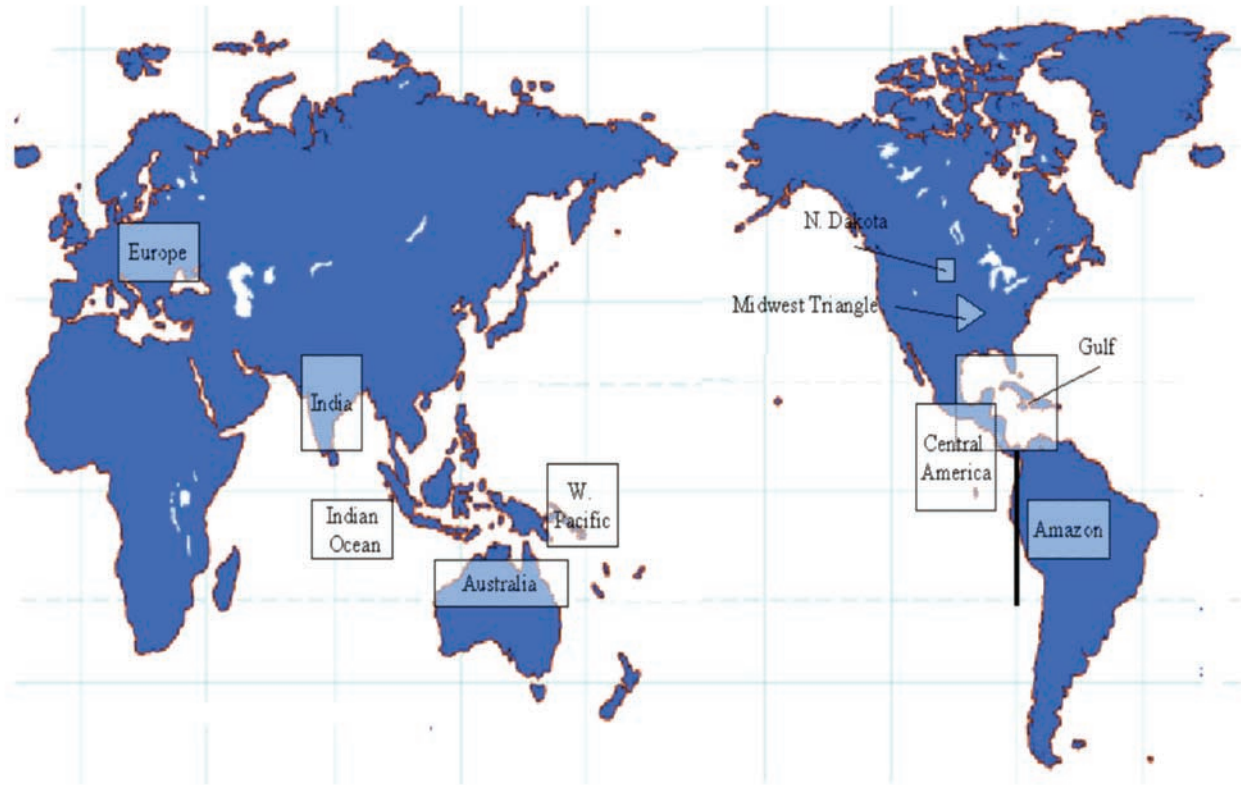 N. Dakota
Europe
Midwest Triangle
Gulf
India
Central
America
W.
Pacific
Indian
Ocean
Amazon
Australia